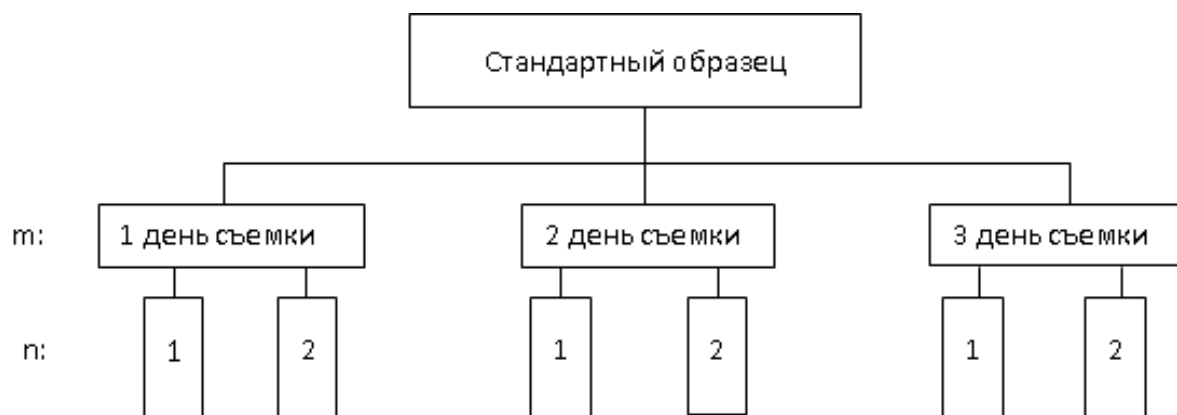 Стандартный образец
m: 1 день съемки 2 день съемки 3 день съемки
n: 1 2 1 2 1 2